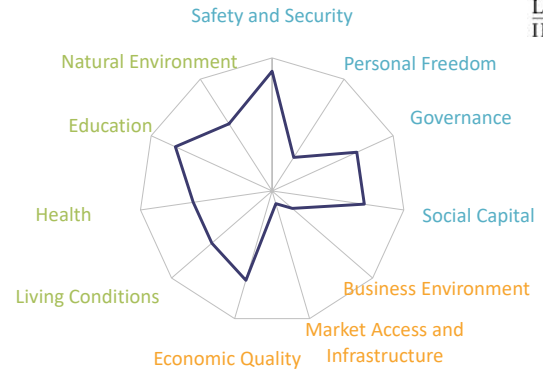 Safety and Security
Natural Environment
Personal Freedom
Education
Governance
Health
Social Capital
Business Environment
Living Conditions
Market Access and
Infrastructure
Economic Quality